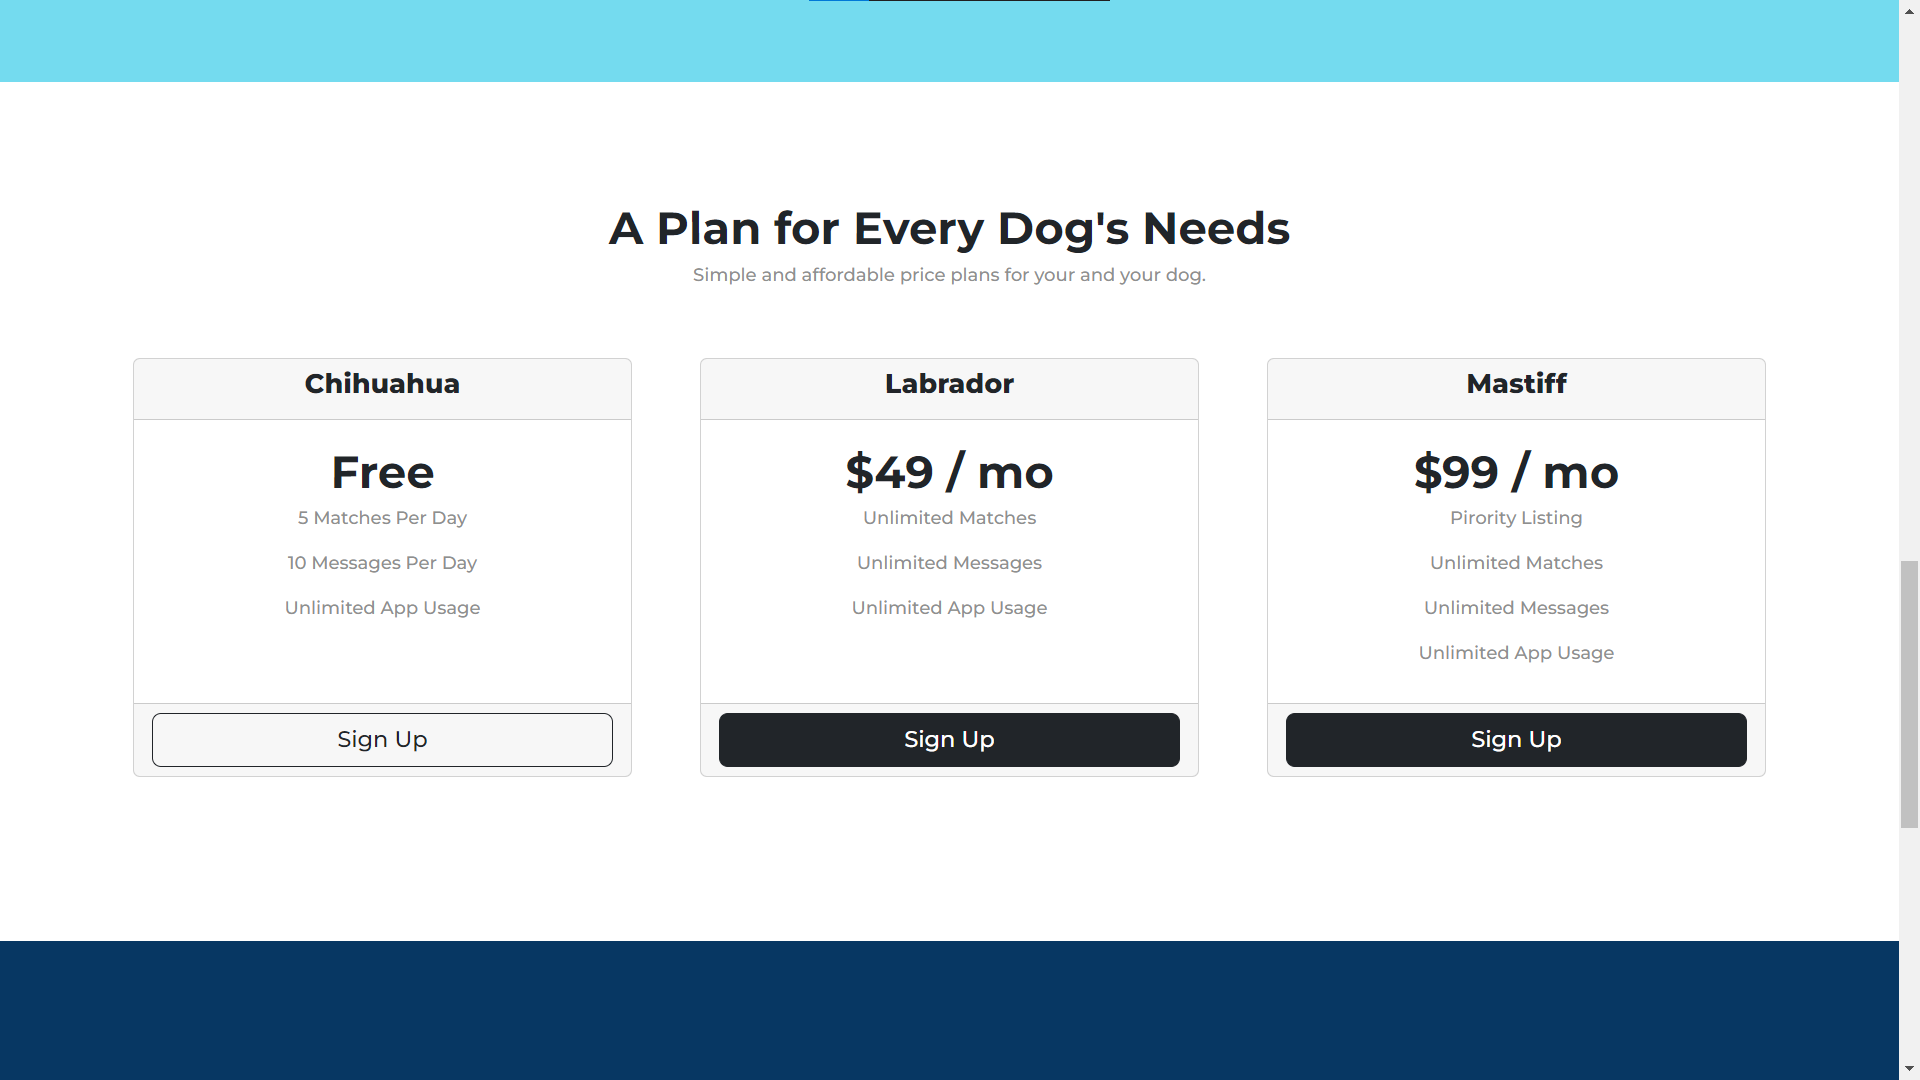 A Plan for Every Dog's Needs
Simple and affordable price plans for your and your dog.
Chihuahua
Free
5 Matches Per Day
10 Messages Per Day
Unlimited App Usage
Sign Up
Labrador
$49 / mo
Unlimited Matches
Unlimited Messages
Unlimited App Usage
Sign Up
Mastiff
$99 / mo
Pirority Listing
Unlimited Matches
Unlimited Messages
Unlimited App Usage
Sign Up